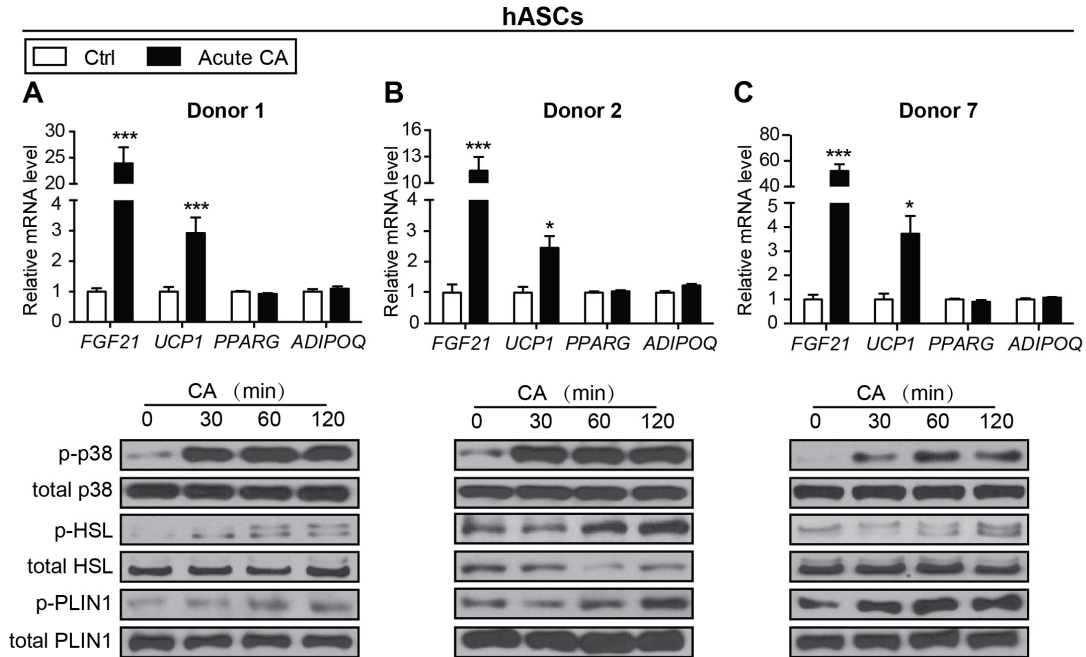 hASCs
Ctrl Acute CA
A Donor 1
Relative mRNA level
30
25
20
4
3
2
1
0
***
***
FGF21 UCP1 PPARG ADIPOQ
B Donor 2
Relative mRNA level
16
13
10
4
3
2
1
0
***
*
FGF21 UCP1 PPARG ADIPOQ
C Donor 7
Relative mRNA level
80
60
40
5
4
3
2
1
0
***
*
FGF21 UCP1 PPARG ADIPOQ
CA （min） CA （min） CA （min）
0 30 60 120 0 30 60 120 0 30 60 120
p-p38
total p38
p-HSL
total HSL
p-PLIN1
total PLIN1